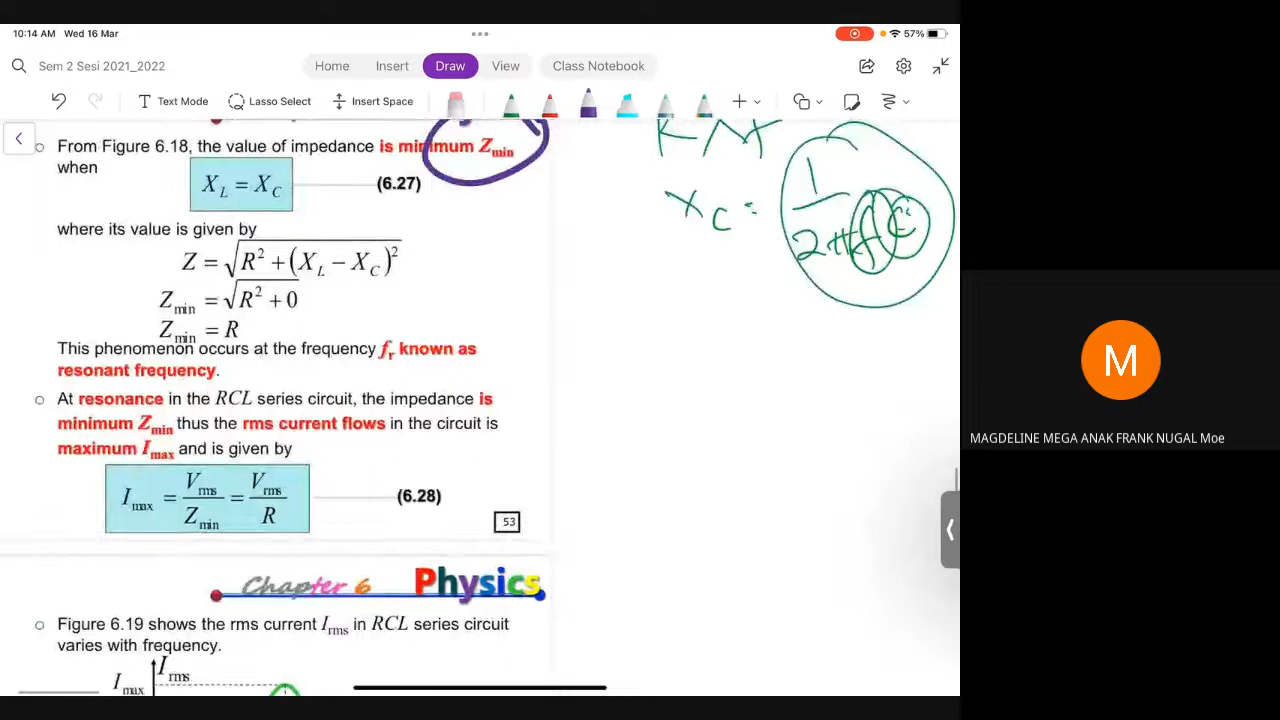 10:14 AM Wed 16 Mar
57%
Sem 2 Sesi 2021_2022
Home Insert Draw View Class Notebook
Text Mode Lasso Select Insert Space
From Figure 6.18, the value of impedance is minimum Zmin
when
X_L = X_C (6.27)
where its value is given by
Z = √(R² + (X_L − X_C)²)
Zmin = √(R² + 0)
Zmin = R
This phenomenon occurs at the frequency fr known as
resonant frequency.
At resonance in the RCL series circuit, the impedance is
minimum Zmin thus the rms current flows in the circuit is
maximum Imax and is given by
Imax = Vrms/Zmin = Vrms/R (6.28)
53
Chapter 6 Physics
Figure 6.19 shows the rms current Irms in RCL series circuit
varies with frequency.
Irms
Imax
Xc = 1/2πfC
M
MAGDELINE MEGA ANAK FRANK NUGAL Moe